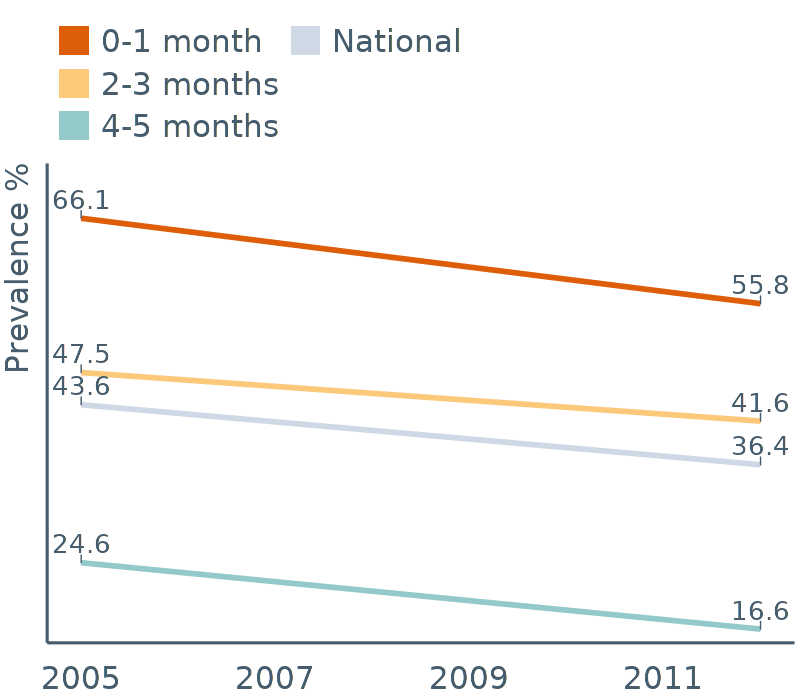 0-1 month
National
2-3 months
4-5 months
Prevalence %
66.1
55.8
47.5
43.6
41.6
36.4
24.6
16.6
2005 2007 2009 2011